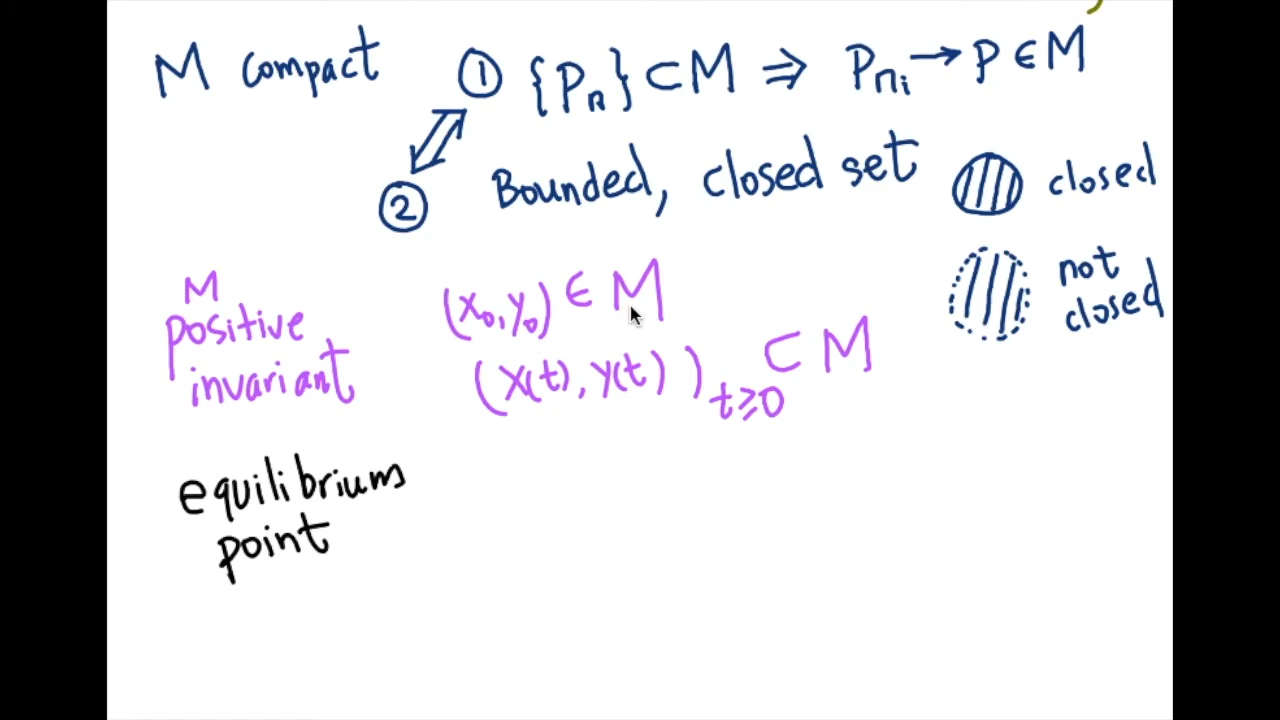 M compact ① {Pₙ} ⊂ M ⇒ Pₙᵢ → P ∈ M
② Bounded, closed set
closed
not
closed
M
positive
invariant
(x₀, y₀) ∈ M
(x(t), y(t))ₜ≥₀ ⊂ M
equilibrium
point